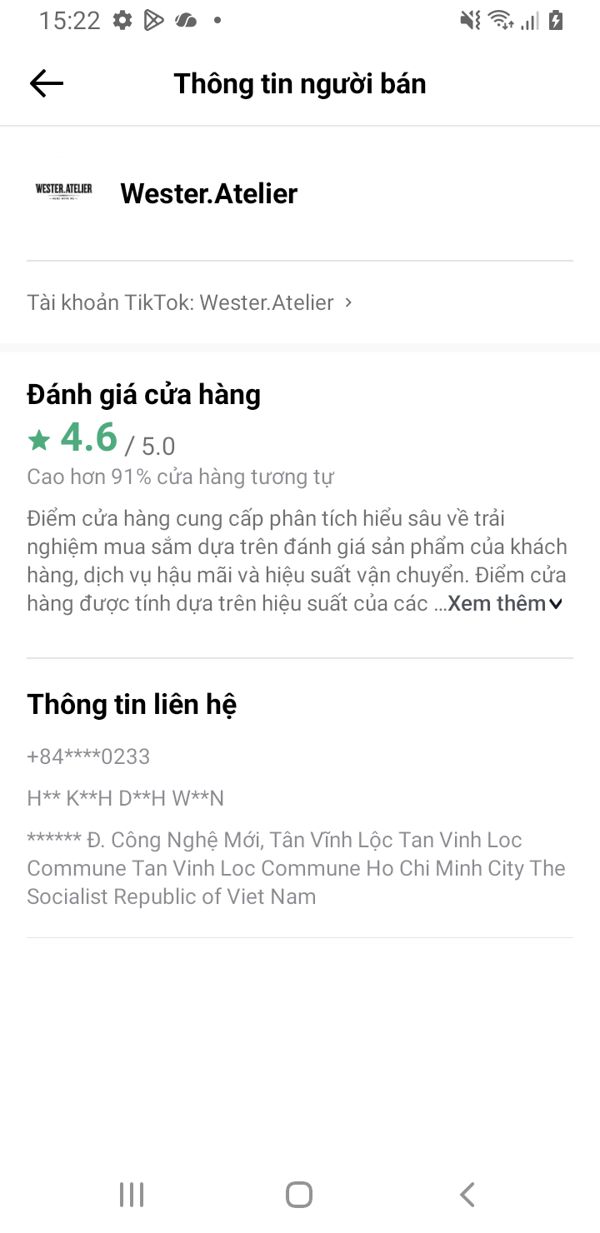 15:22
Thông tin người bán
WESTER.ATELIER
Wester.Atelier
Tài khoản TikTok: Wester.Atelier >
Đánh giá cửa hàng
4.6 / 5.0
Cao hơn 91% cửa hàng tương tự
Điểm cửa hàng cung cấp phân tích hiểu sâu về trải
nghiệm mua sắm dựa trên đánh giá sản phẩm của khách
hàng, dịch vụ hậu mãi và hiệu suất vận chuyển. Điểm cửa
hàng được tính dựa trên hiệu suất của các ...Xem thêm
Thông tin liên hệ
+84****0233
H** K**H D**H W**N
****** Đ. Công Nghệ Mới, Tân Vĩnh Lộc Tan Vinh Loc
Commune Tan Vinh Loc Commune Ho Chi Minh City The
Socialist Republic of Viet Nam